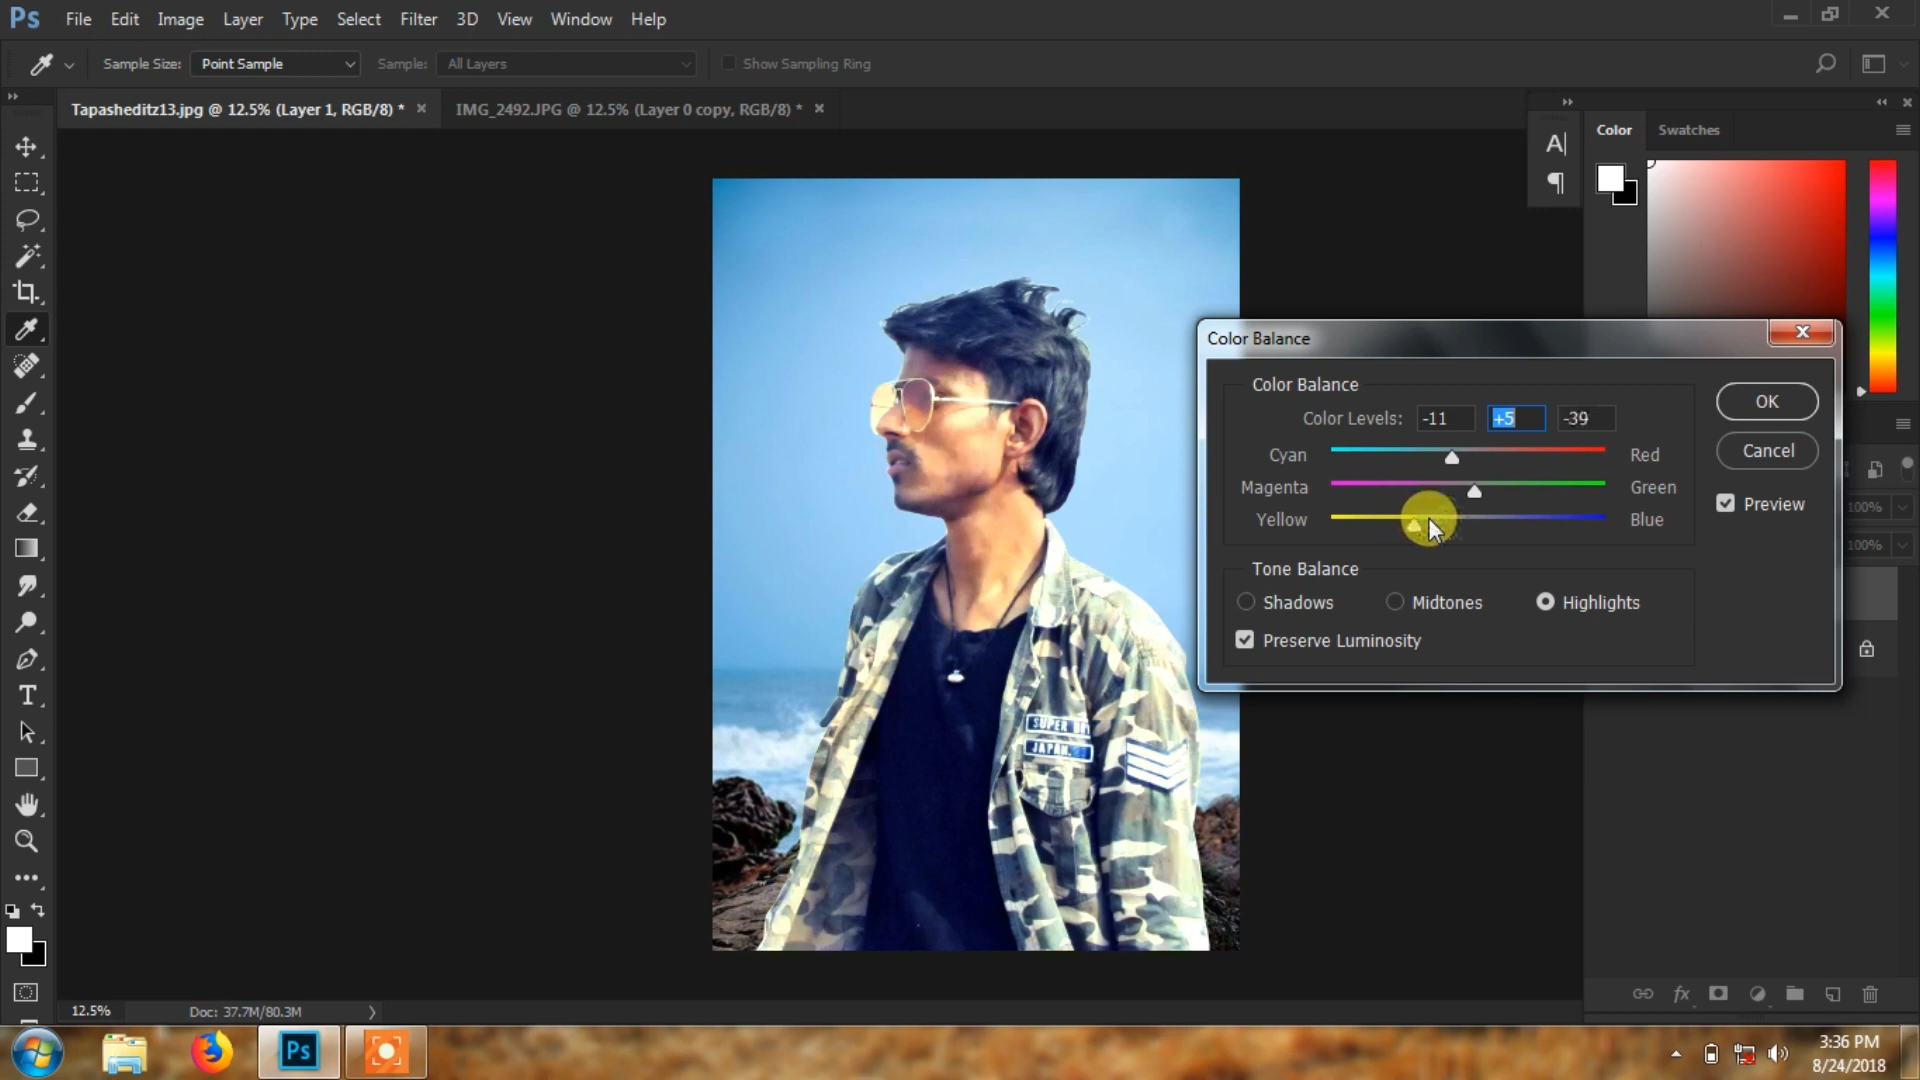 Ps File Edit Image Layer Type Select Filter 3D View Window Help
Sample Size: Point Sample Sample: All Layers Show Sampling Ring
Tapasheditz13.jpg @ 12.5% (Layer 1, RGB/8) * IMG_2492.JPG @ 12.5% (Layer 0 copy, RGB/8) *
Color Swatches
Color Balance
Color Balance
Color Levels: -11 +5 -39
OK
Cyan Red
Cancel
Magenta Green
Preview
100%
Yellow Blue
100%
Tone Balance
Shadows Midtones Highlights
Preserve Luminosity
SUPER
JAPAN.
12.5% Doc: 37.7M/80.3M
Ps
3:36 PM
8/24/2018